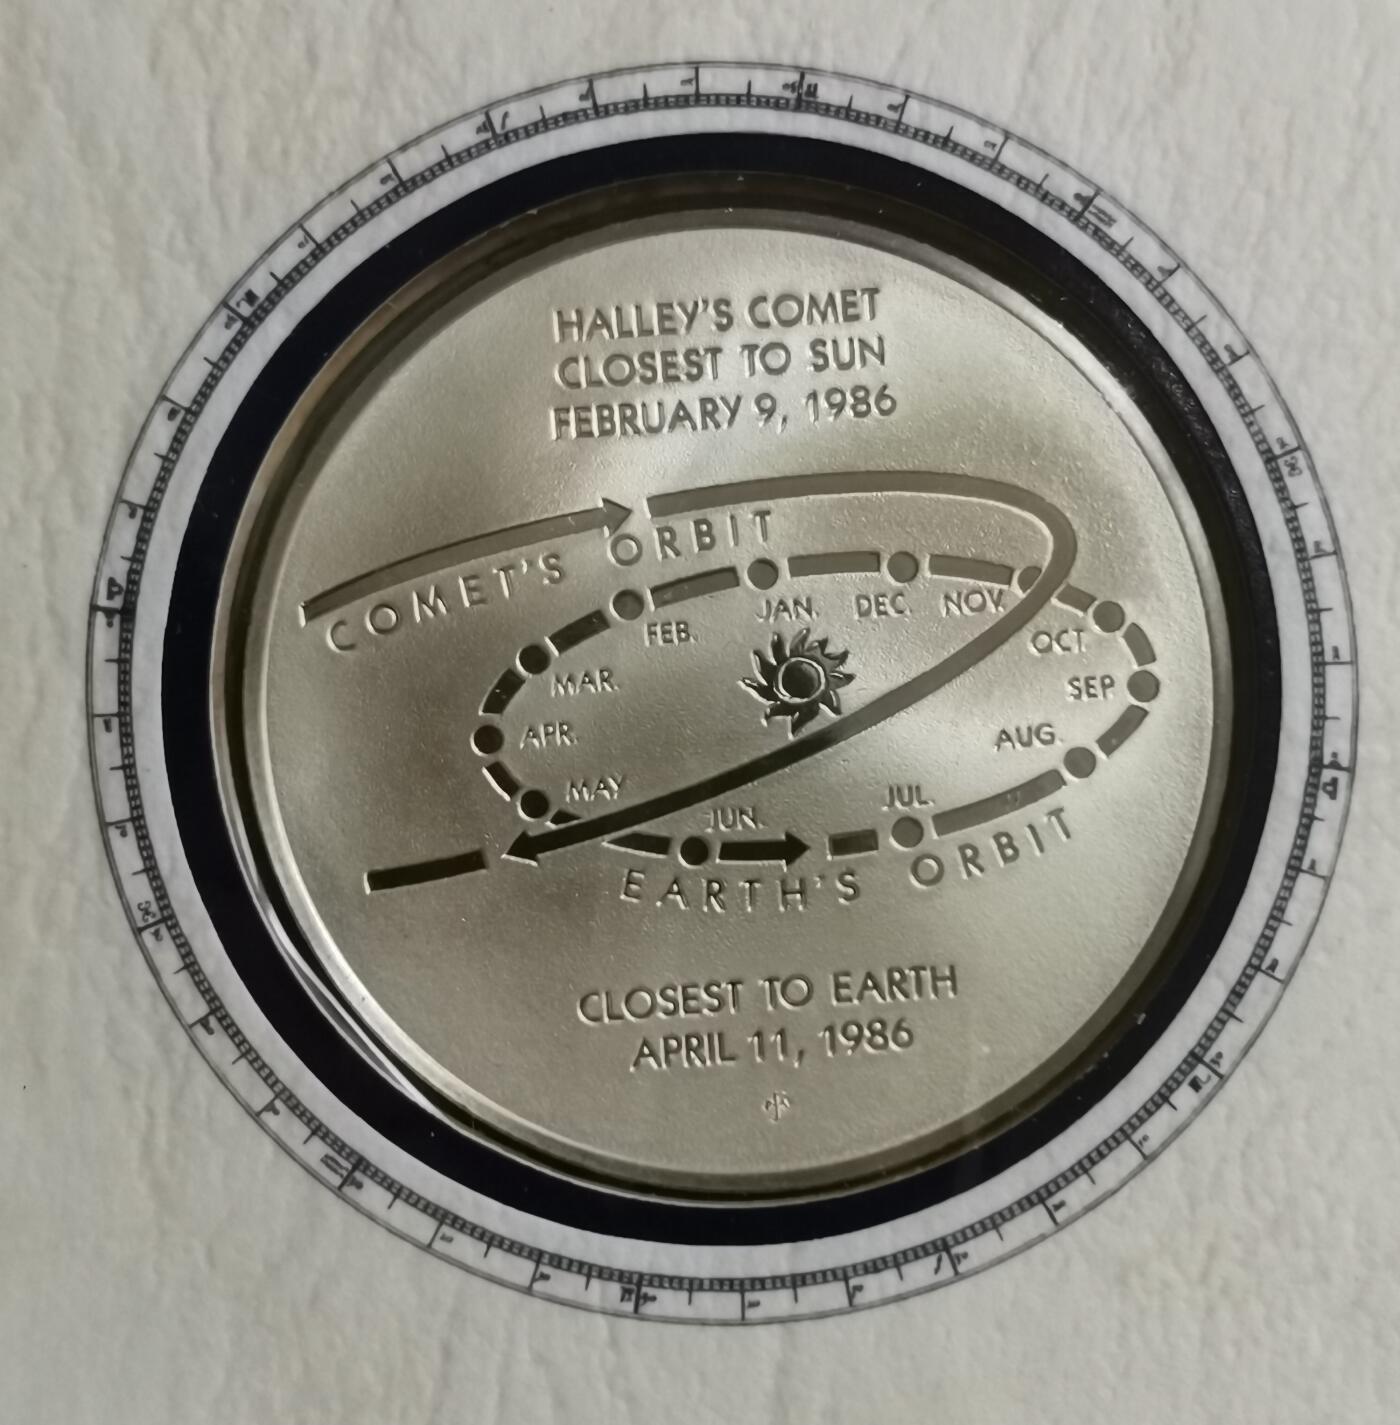 HALLEY'S COMET
CLOSEST TO SUN
FEBRUARY 9, 1986
COMET'S ORBIT
JAN.
DEC.
NOV.
FEB.
OCT.
MAR.
SEP.
APR.
AUG.
MAY
JUL.
JUN.
EARTH'S ORBIT
CLOSEST TO EARTH
APRIL 11, 1986